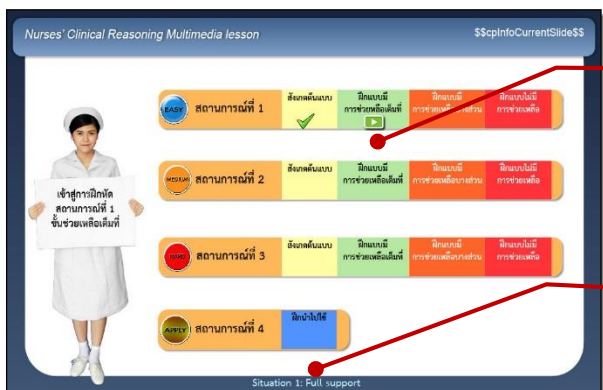 Nurses' Clinical Reasoning Multimedia lesson
$$cpInfoCurrentSlide$$
EASY
สถานการณ์ที่ 1
สังเกตต้นแบบ
ฝึกแบบมี
การช่วยเหลือเต็มที่
ฝึกแบบมี
การช่วยเหลือบางส่วน
ฝึกแบบไม่มี
การช่วยเหลือ
MEDIUM
สถานการณ์ที่ 2
สังเกตต้นแบบ
ฝึกแบบมี
การช่วยเหลือเต็มที่
ฝึกแบบมี
การช่วยเหลือบางส่วน
ฝึกแบบไม่มี
การช่วยเหลือ
เข้าสู่การฝึกหัด
สถานการณ์ที่ 1
ขั้นช่วยเหลือเต็มที่
HARD
สถานการณ์ที่ 3
สังเกตต้นแบบ
ฝึกแบบมี
การช่วยเหลือเต็มที่
ฝึกแบบมี
การช่วยเหลือบางส่วน
ฝึกแบบไม่มี
การช่วยเหลือ
APPLY
สถานการณ์ที่ 4
ฝึกนำไปใช้
Situation 1: Full support